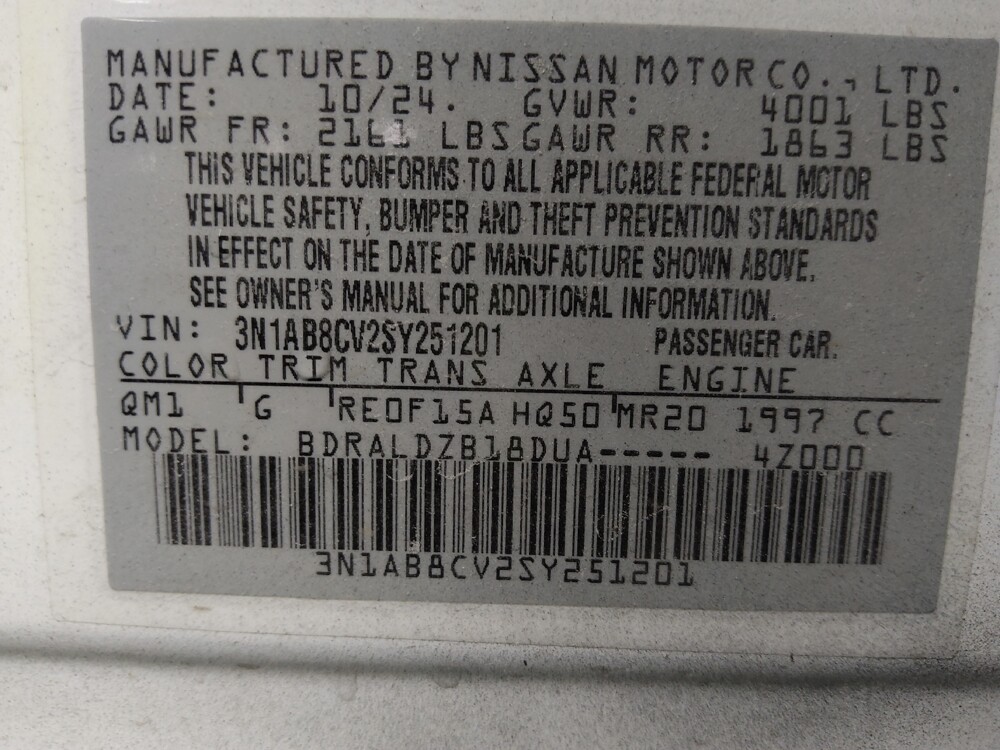 MANUFACTURED BY NISSAN MOTOR CO., LTD.
DATE: 10/24. GVWR: 4001 LBS
GAWR FR: 2161 LBS GAWR RR: 1863 LBS
THIS VEHICLE CONFORMS TO ALL APPLICABLE FEDERAL MOTOR
VEHICLE SAFETY, BUMPER AND THEFT PREVENTION STANDARDS
IN EFFECT ON THE DATE OF MANUFACTURE SHOWN ABOVE.
SEE OWNER'S MANUAL FOR ADDITIONAL INFORMATION.
VIN: 3N1AB8CV2SY251201 PASSENGER CAR.
COLOR TRIM TRANS AXLE ENGINE
QM1 G RE0F15A HQ50 MR20 1997 CC
MODEL: BDRALDZB18DUA----- 4Z000
3N1AB8CV2SY251201